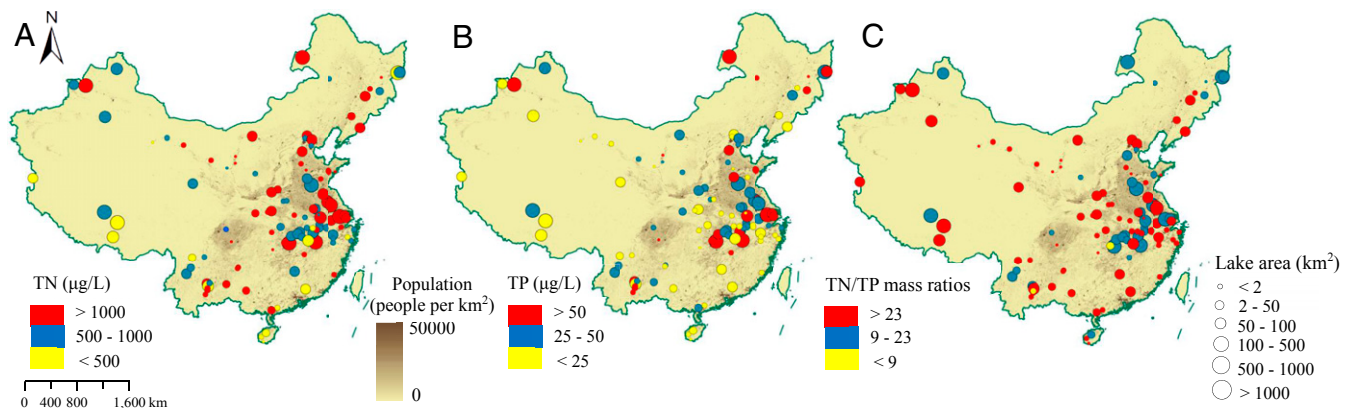 A
N
B
C
TN (µg/L)
> 1000
500 - 1000
< 500
0 400 800 1,600 km
Population
(people per km²)
50000
0
TP (µg/L)
> 50
25 - 50
< 25
TN/TP mass ratios
> 23
9 - 23
< 9
Lake area (km²)
< 2
2 - 50
50 - 100
100 - 500
500 - 1000
> 1000